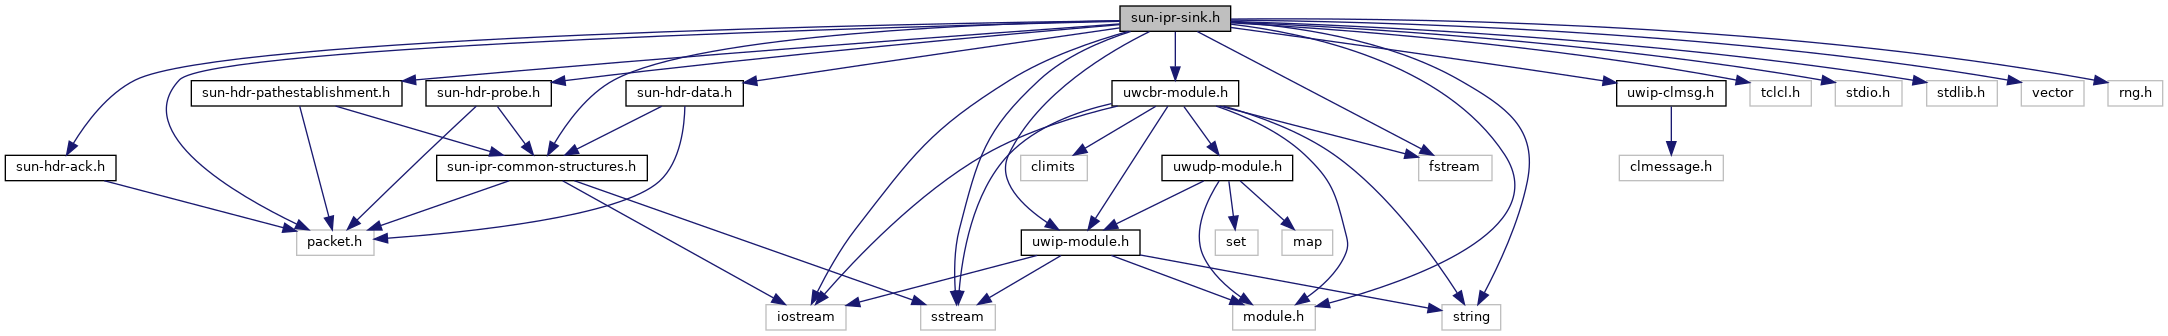 sun-ipr-sink.h
sun-hdr-pathestablishment.h
sun-hdr-probe.h
sun-hdr-data.h
uwcbr-module.h
uwip-clmsg.h
tclcl.h
stdio.h
stdlib.h
vector
rng.h
sun-hdr-ack.h
sun-ipr-common-structures.h
climits
uwudp-module.h
fstream
clmessage.h
packet.h
uwip-module.h
set
map
iostream
sstream
module.h
string